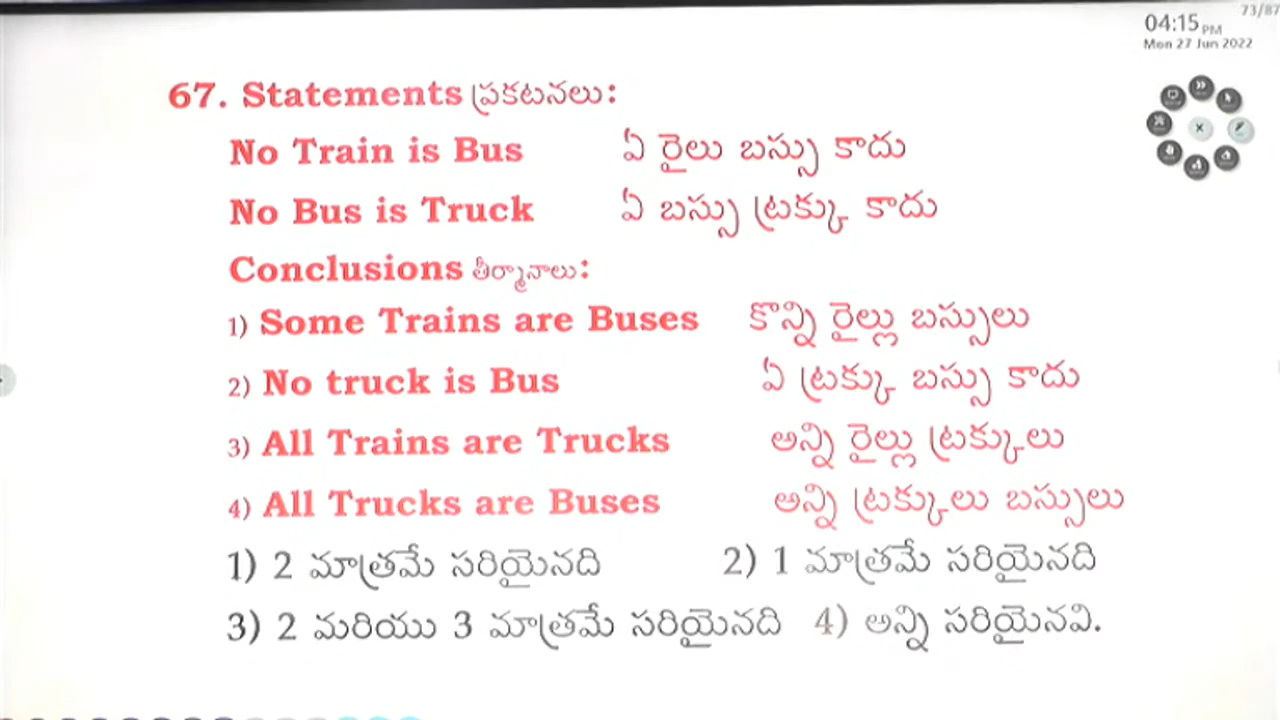 73/87
04:15 PM
Mon 27 Jun 2022
67. Statements ప్రకటనలు:
No Train is Bus ఏ రైలు బస్సు కాదు
No Bus is Truck ఏ బస్సు ట్రక్కు కాదు
Conclusions తీర్మానాలు:
1) Some Trains are Buses కొన్ని రైల్లు బస్సులు
2) No truck is Bus ఏ ట్రక్కు బస్సు కాదు
3) All Trains are Trucks అన్ని రైల్లు ట్రక్కులు
4) All Trucks are Buses అన్ని ట్రక్కులు బస్సులు
1) 2 మాత్రమే సరియైనది 2) 1 మాత్రమే సరియైనది
3) 2 మరియు 3 మాత్రమే సరియైనది 4) అన్ని సరియైనవి.